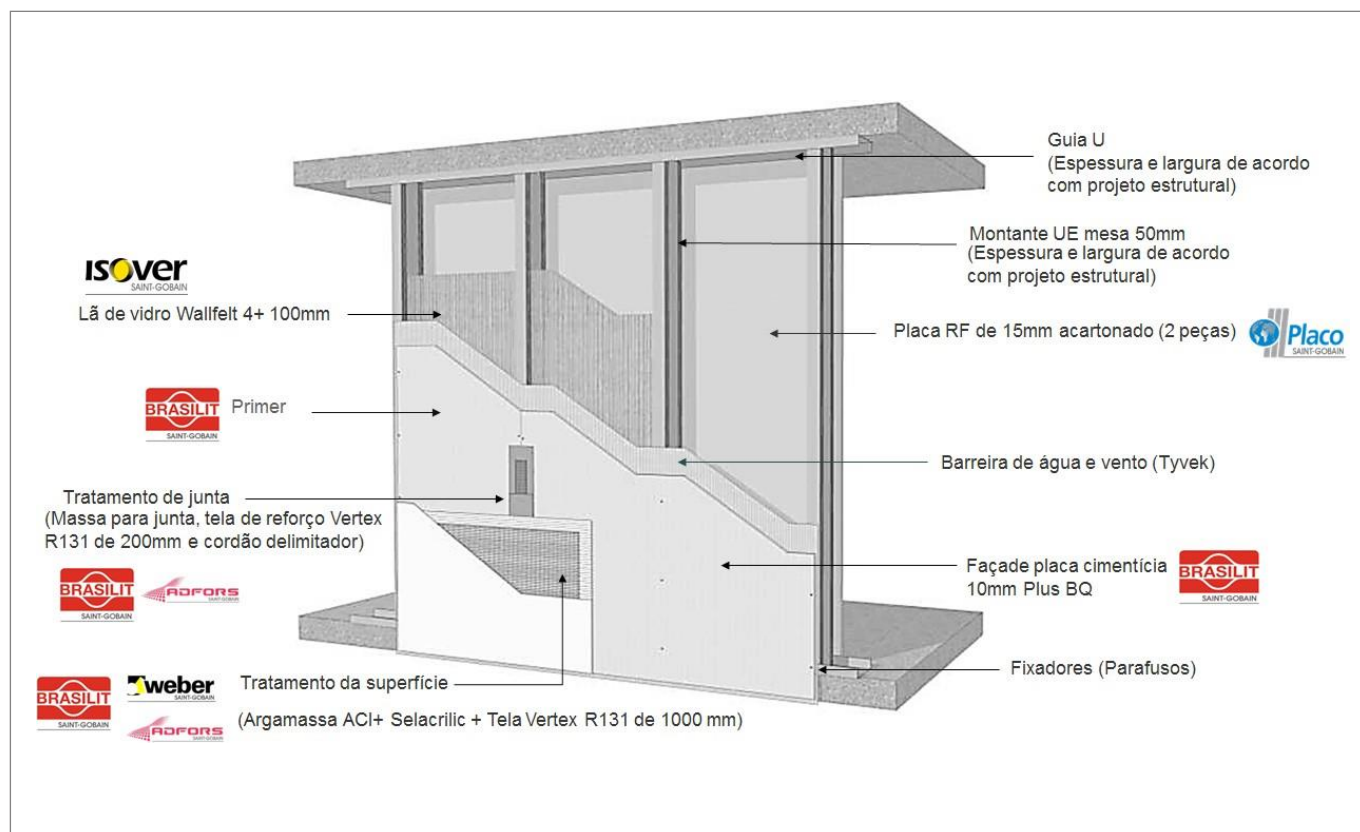 Guia U
(Espessura e largura de acordo
com projeto estrutural)
Montante UE mesa 50mm
(Espessura e largura de acordo
com projeto estrutural)
ISOVER
SAINT-GOBAIN
Lã de vidro Wallfelt 4+ 100mm
Placa RF de 15mm acartonado (2 peças)
Placo
SAINT-GOBAIN
BRASILIT
SAINT-GOBAIN
Primer
Barreira de água e vento (Tyvek)
Tratamento de junta
(Massa para junta, tela de reforço Vertex
R131 de 200mm e cordão delimitador)
BRASILIT
SAINT-GOBAIN
ADFORS
SAINT-GOBAIN
Façade placa cimentícia
10mm Plus BQ
BRASILIT
SAINT-GOBAIN
Fixadores (Parafusos)
BRASILIT
SAINT-GOBAIN
weber
SAINT-GOBAIN
ADFORS
SAINT-GOBAIN
Tratamento da superfície
(Argamassa ACI+ Selacrilic + Tela Vertex R131 de 1000 mm)